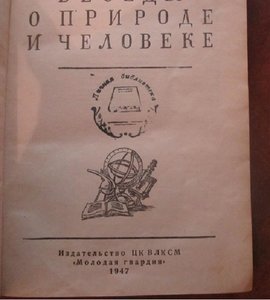 БЕСЕДЫ
О ПРИРОДЕ
И ЧЕЛОВЕКЕ
Личная библиотека
Издательство ЦК ВЛКСМ
«Молодая гвардия»
1947